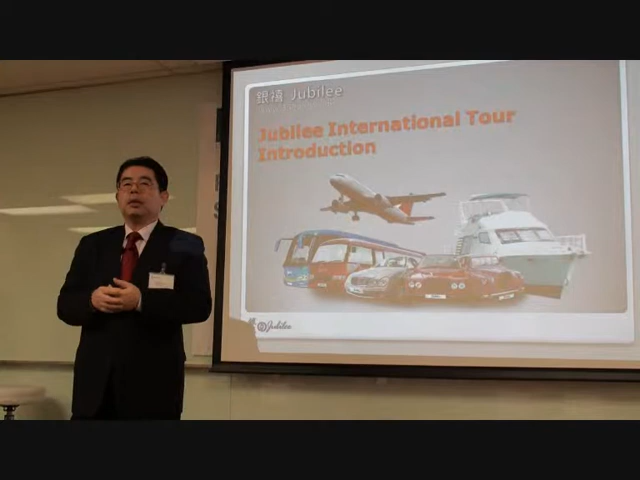 銀禧 Jubilee
Jubilee International Tour
Introduction
Jubilee